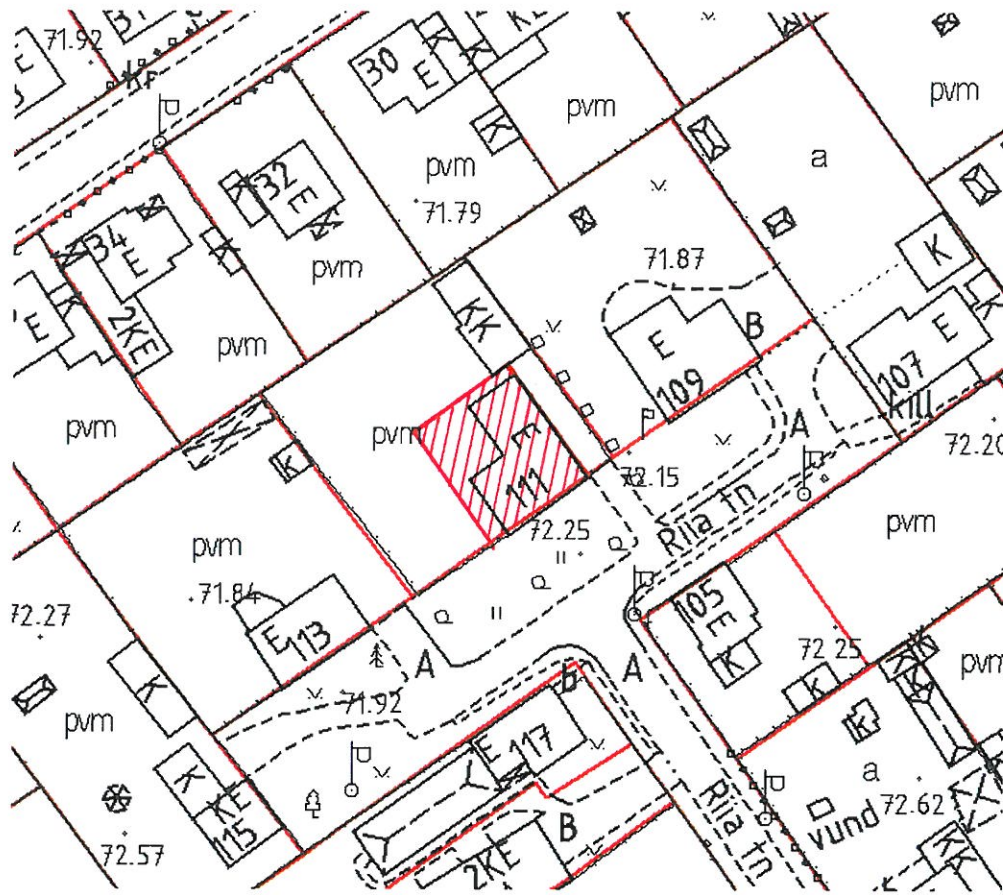 71.92
kr
E
30
E
K
K
pvm
pvm
a
pvm
32
E
K
pvm
71.79
34
E
2KE
K
K
pvm
E
71.87
K
KK
E
B
E
109
107
K
A
pvm
pvm
E
111
72.15
72.20
K
72.25
Riia tn
pvm
pvm
71.84
72.27
E
113
105
E
K
72.25
K
pvm
A
A
B
71.92
K
pvm
E
117
K
K
KE
115
a
72.62
vund
Riia tn
72.57
2KE
B